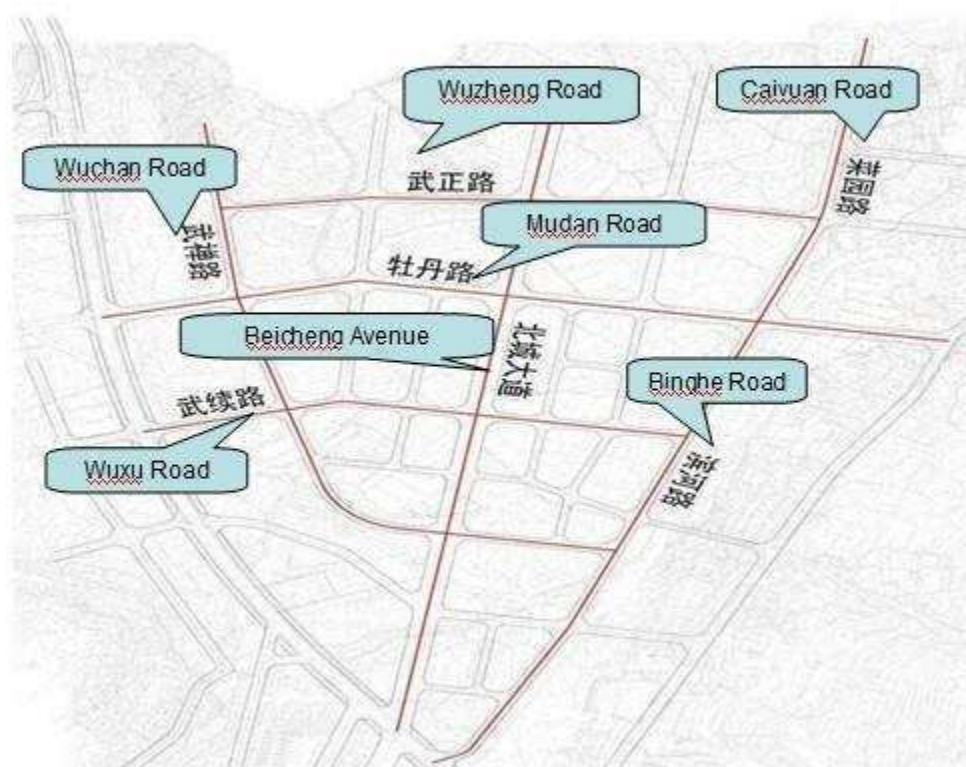 Wuzheng Road
Caivuan Road
Wuchan Road
武正路
菜园路
Mudan Road
武禅路
牡丹路
Beicheng Avenue
北城大道
Binghe Road
武续路
Wuxu Road
滨河路